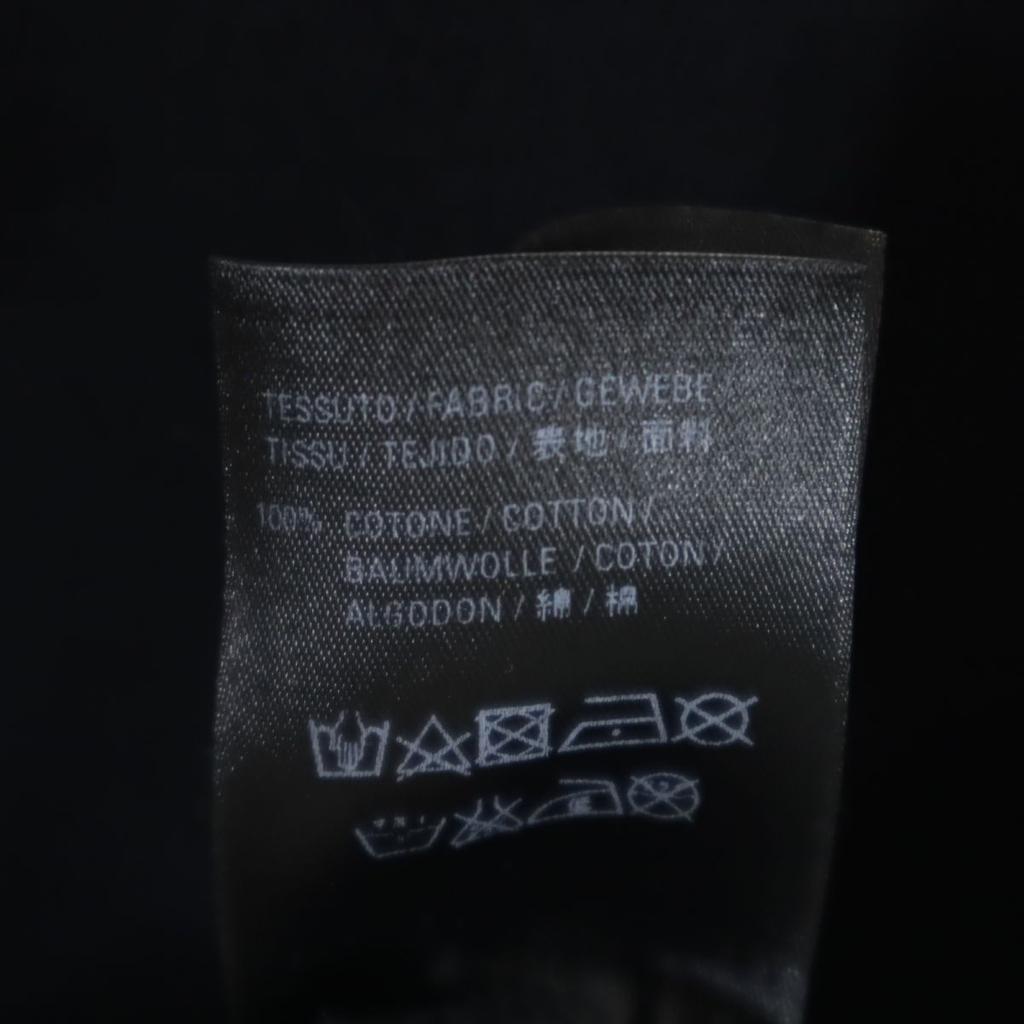 TESSUTO / FABRIC / GEWEBE
TISSU / TEJIDO / 表地 / 面料
100% COTONE / COTTON /
BAUMWOLLE / COTON /
ALGODON / 綿 / 棉